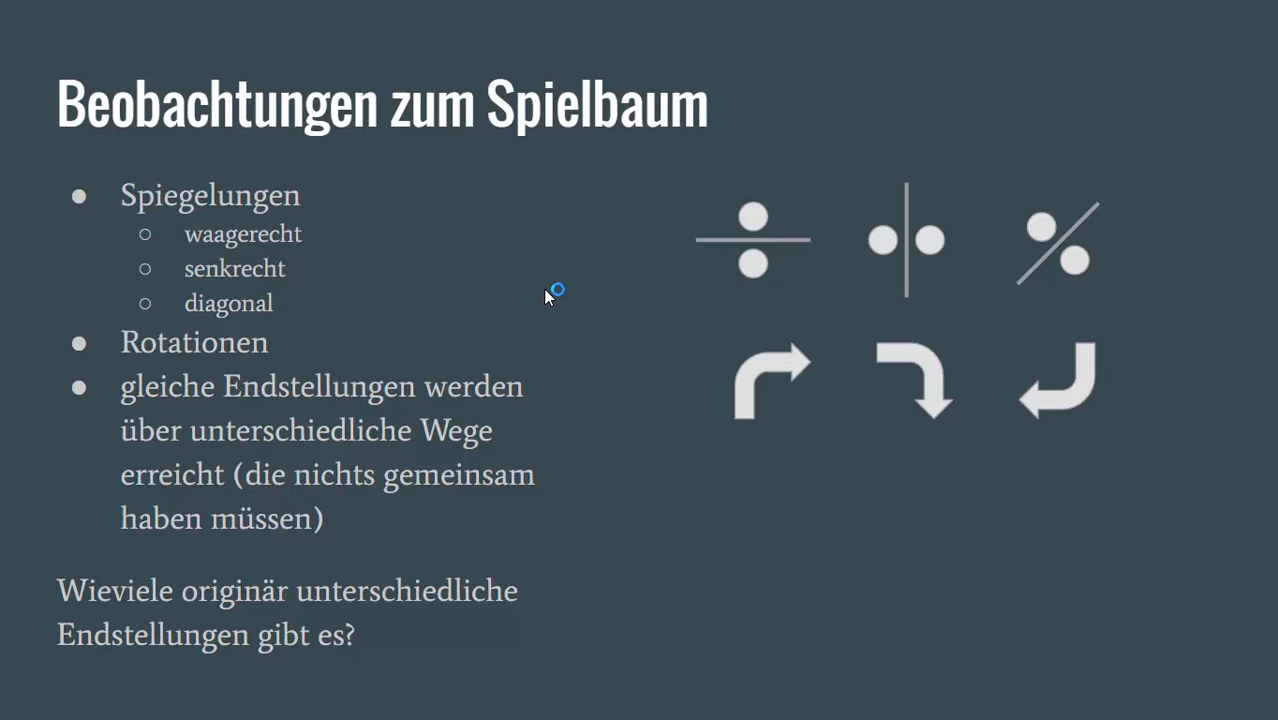 Beobachtungen zum Spielbaum
● Spiegelungen
○ waagerecht
○ senkrecht
○ diagonal
● Rotationen
● gleiche Endstellungen werden
über unterschiedliche Wege
erreicht (die nichts gemeinsam
haben müssen)
Wieviele originär unterschiedliche
Endstellungen gibt es?